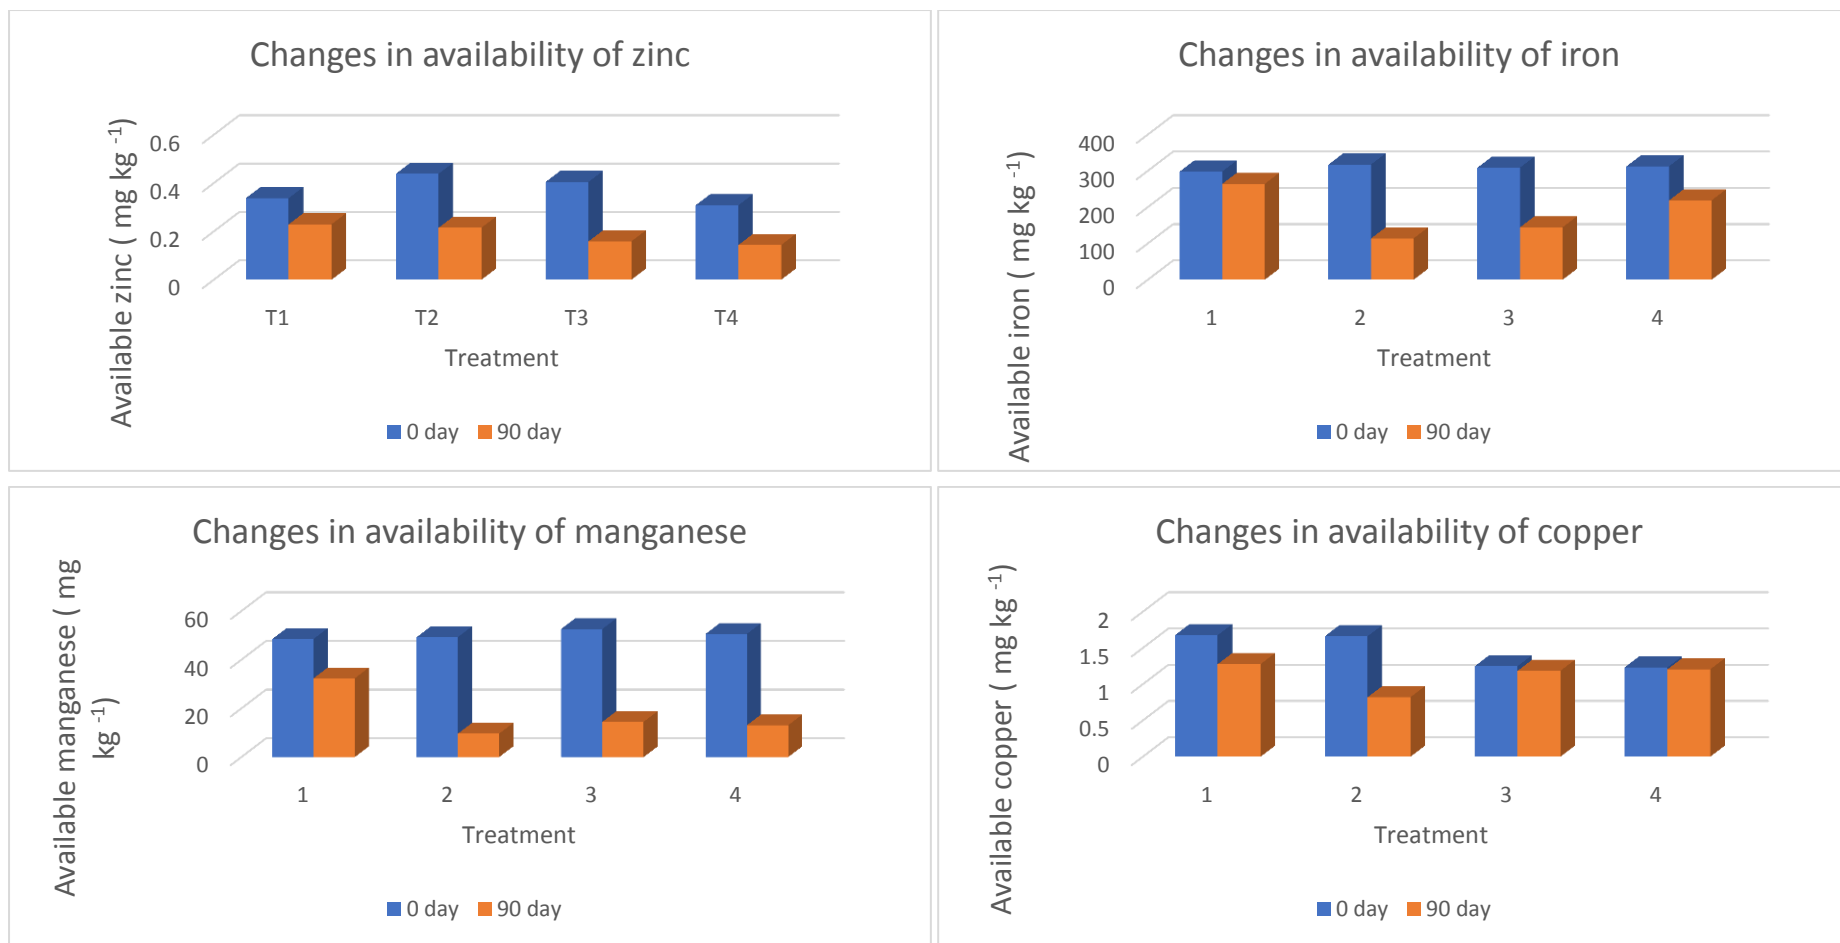 Changes in availability of zinc
Available zinc ( mg kg -1)
0.6
0.4
0.2
0
T1 T2 T3 T4
Treatment
0 day 90 day
Changes in availability of iron
Available iron ( mg kg -1)
400
300
200
100
0
1 2 3 4
Treatment
0 day 90 day
Changes in availability of manganese
Available manganese ( mg
kg -1)
60
40
20
0
1 2 3 4
Treatment
0 day 90 day
Changes in availability of copper
Available copper ( mg kg -1)
2
1.5
1
0.5
0
1 2 3 4
Treatment
0 day 90 day